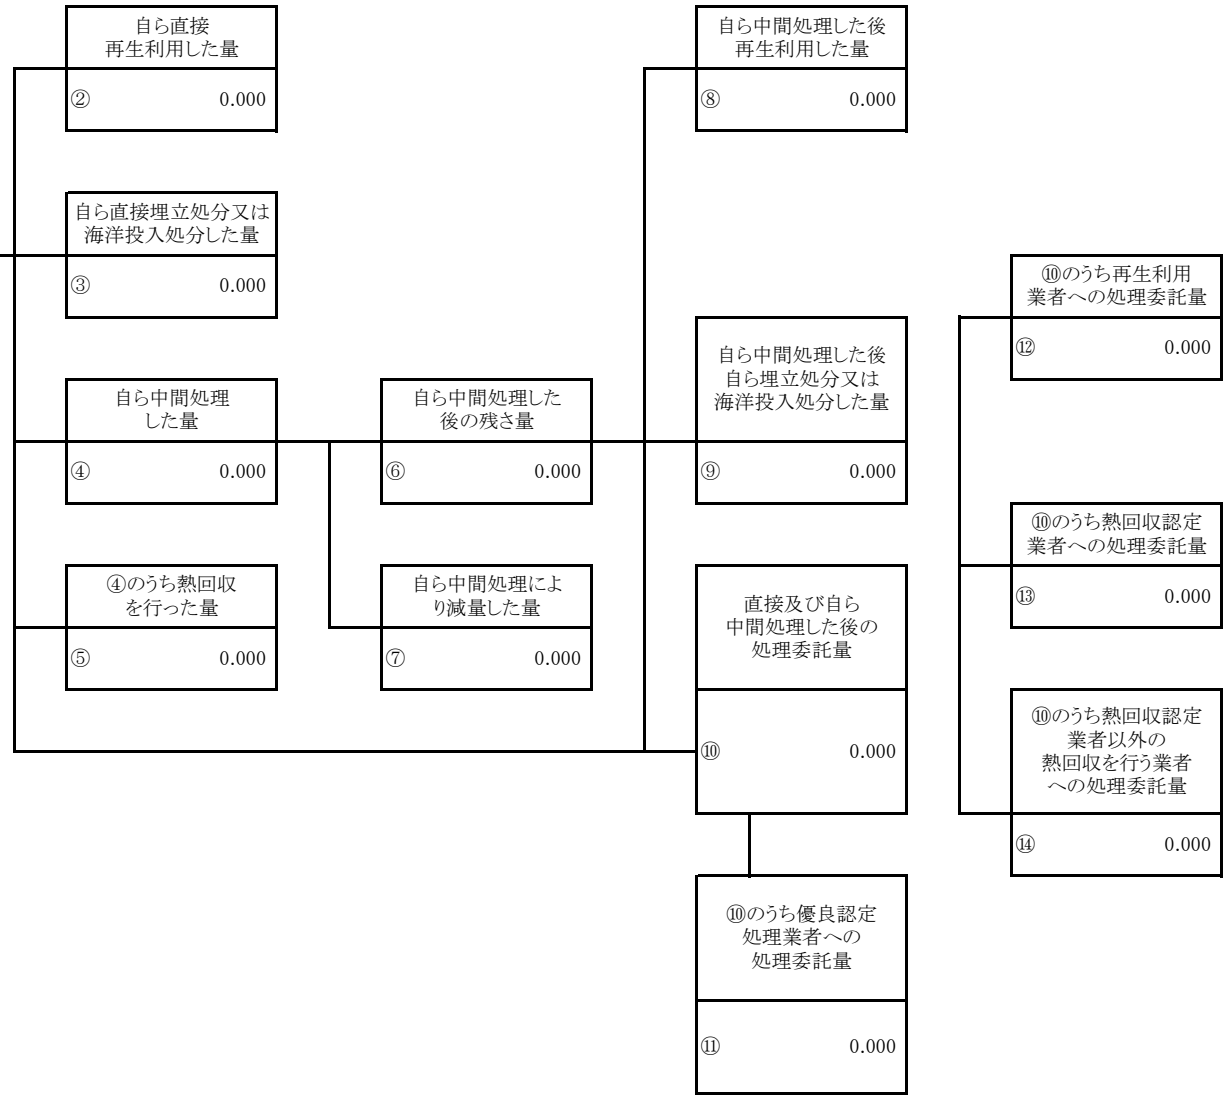 自ら直接
再生利用した量
② 0.000
自ら直接埋立処分又は
海洋投入処分した量
③ 0.000
自ら中間処理
した量
④ 0.000
④のうち熱回収
を行った量
⑤ 0.000
自ら中間処理した
後の残さ量
⑥ 0.000
自ら中間処理によ
り減量した量
⑦ 0.000
自ら中間処理した後
再生利用した量
⑧ 0.000
自ら中間処理した後
自ら埋立処分又は
海洋投入処分した量
⑨ 0.000
直接及び自ら
中間処理した後の
処理委託量
⑩ 0.000
⑩のうち優良認定
処理業者への
処理委託量
⑪ 0.000
⑩のうち再生利用
業者への処理委託量
⑫ 0.000
⑩のうち熱回収認定
業者への処理委託量
⑬ 0.000
⑩のうち熱回収認定
業者以外の
熱回収を行う業者
への処理委託量
⑭ 0.000